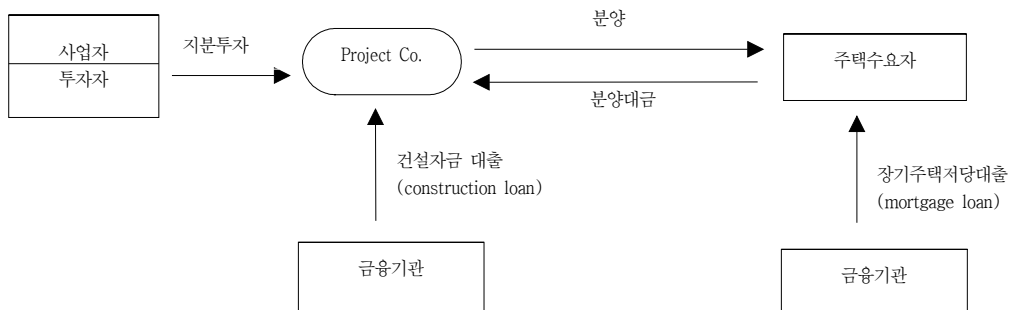 사업자
투자자
지분투자
Project Co.
분양
분양대금
주택수요자
건설자금 대출
(construction loan)
장기주택저당대출
(mortgage loan)
금융기관
금융기관